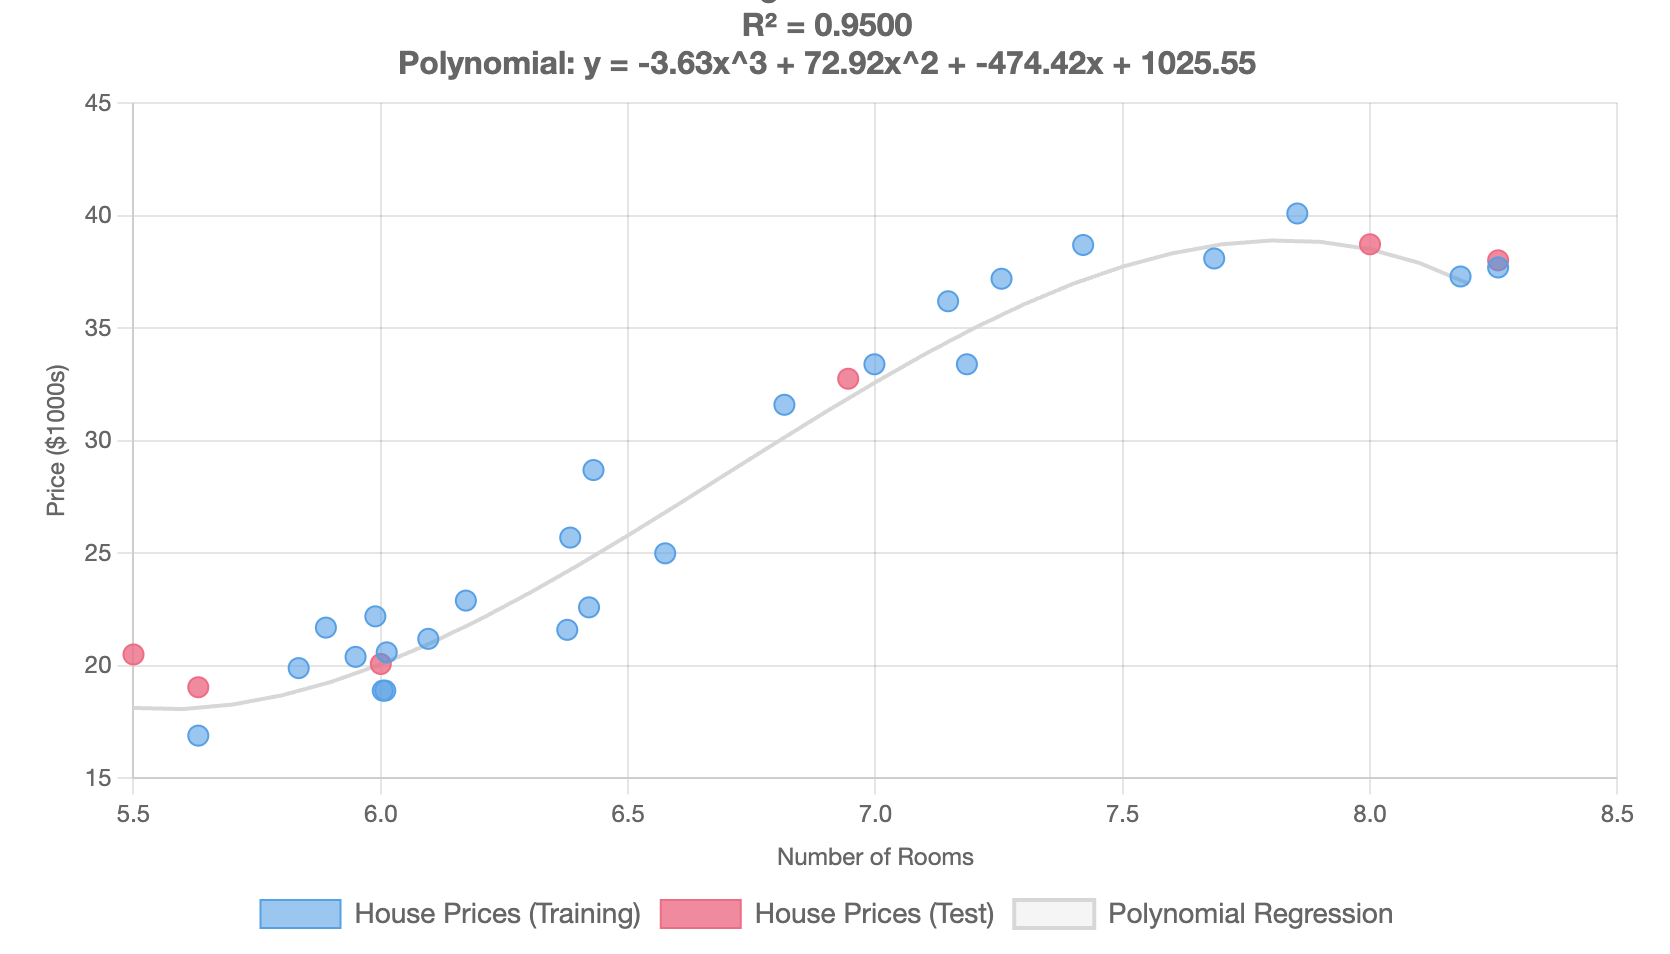 R² = 0.9500
Polynomial: y = -3.63x^3 + 72.92x^2 + -474.42x + 1025.55
45
40
35
30
25
20
15
Price ($1000s)
5.5 6.0 6.5 7.0 7.5 8.0 8.5
Number of Rooms
House Prices (Training) House Prices (Test) Polynomial Regression